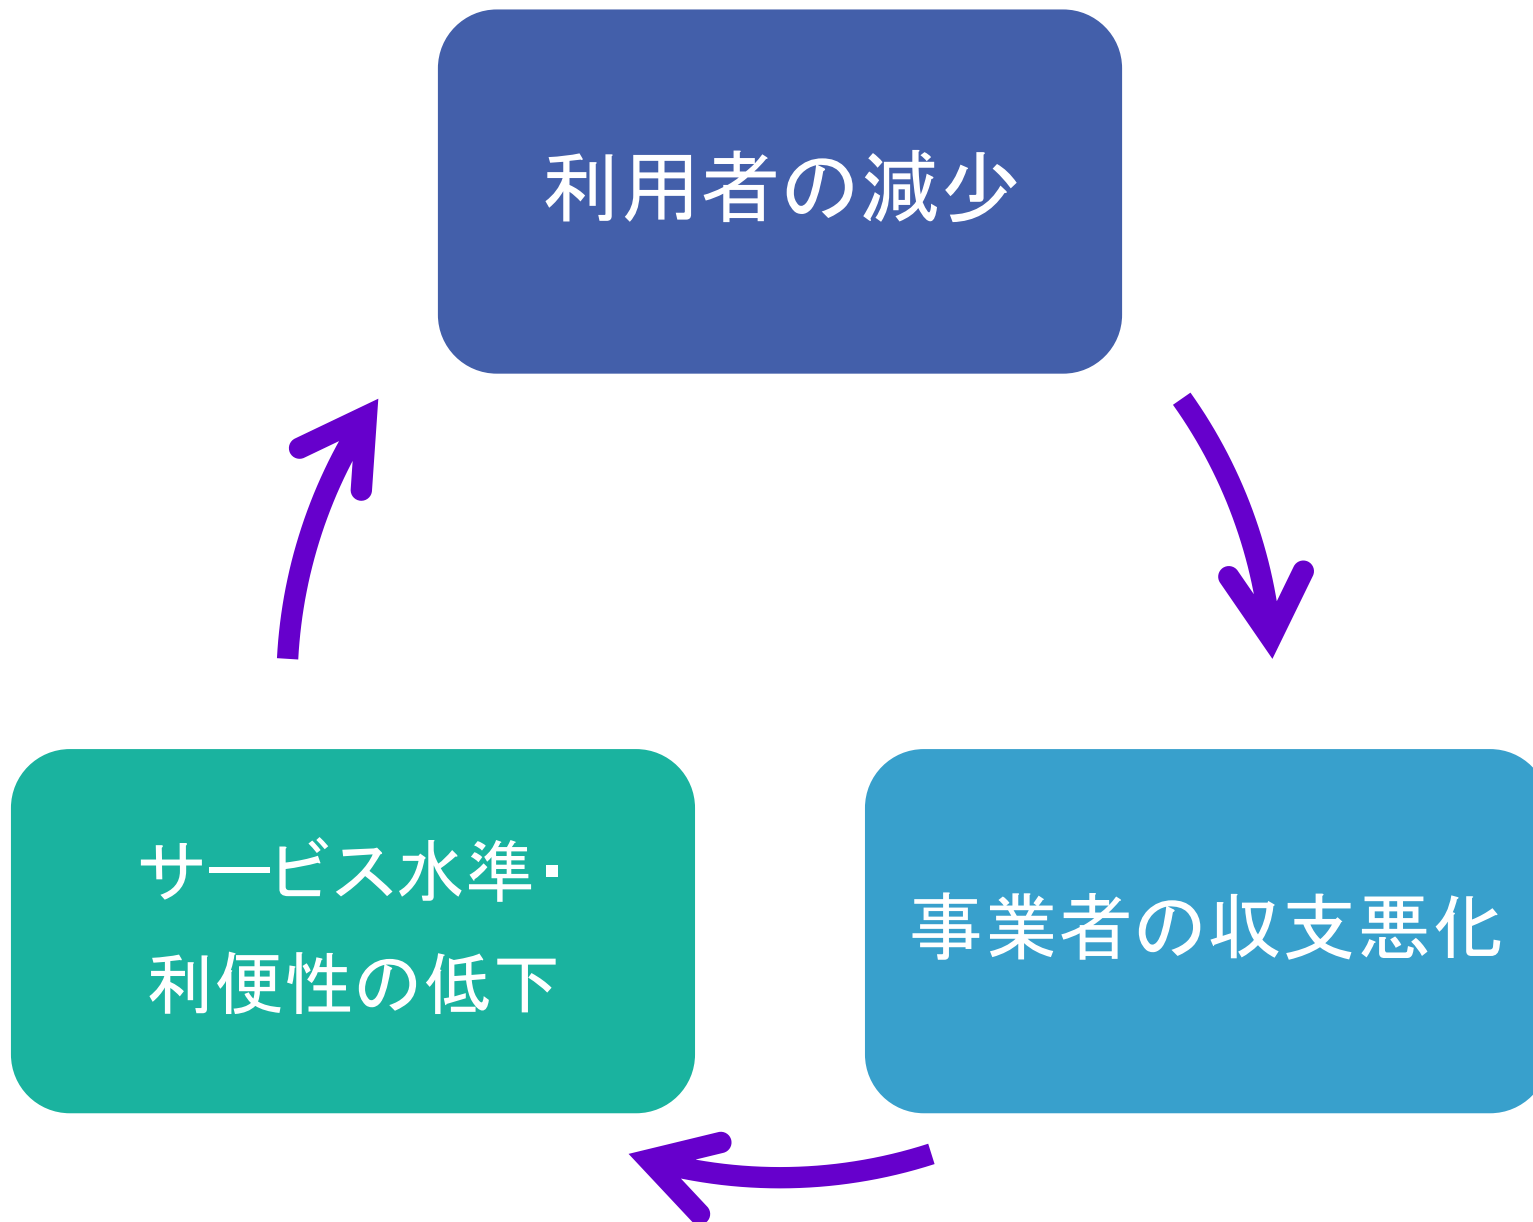 利用者の減少
サービス水準・
利便性の低下
事業者の収支悪化